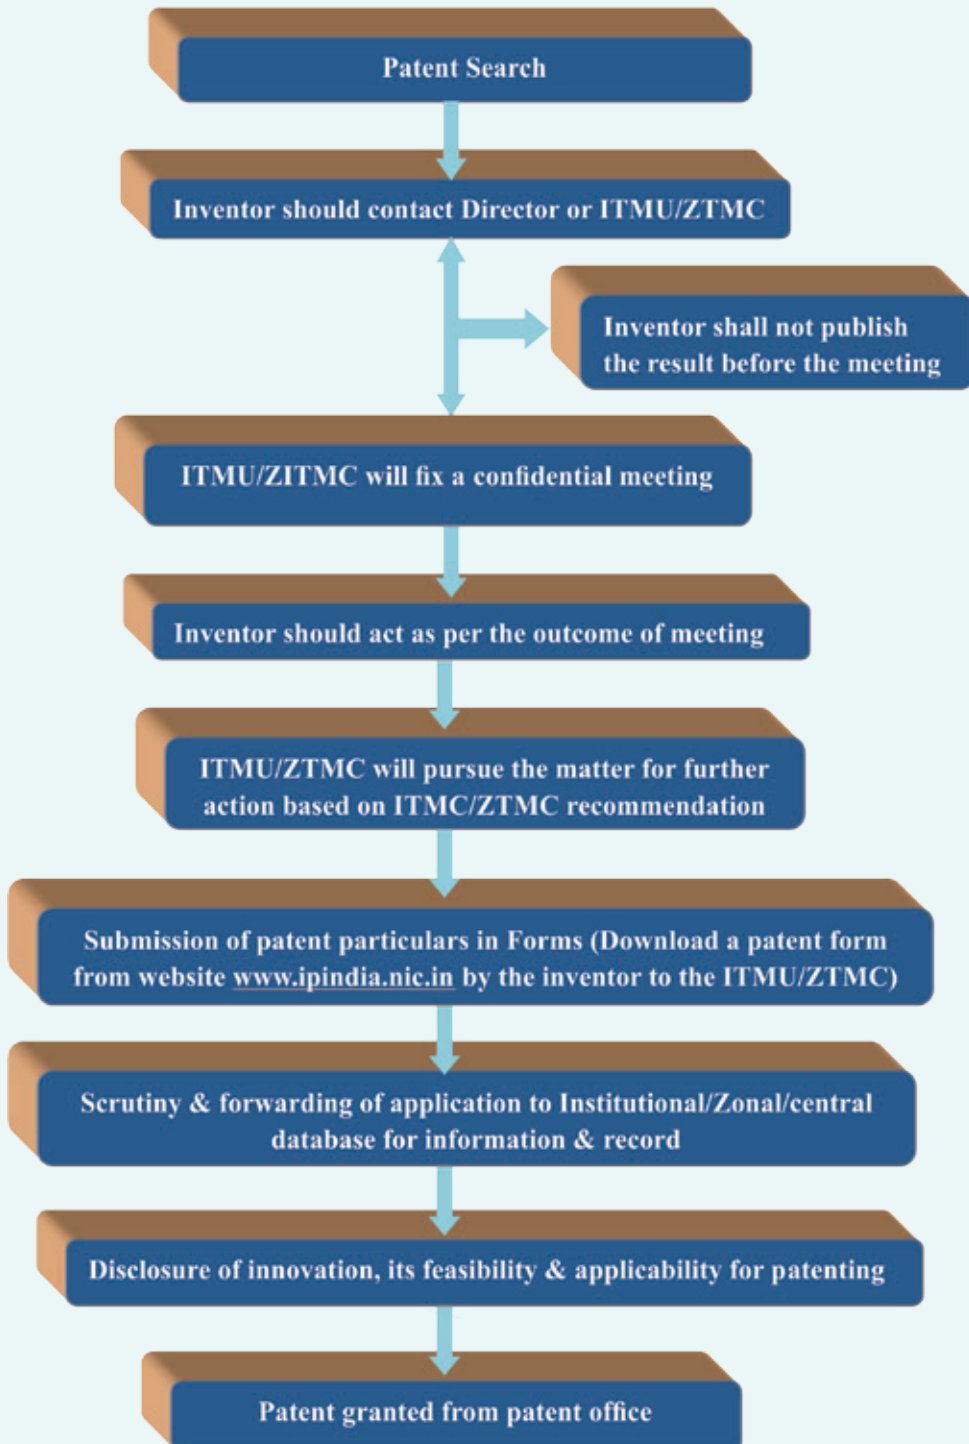 Patent Search
Inventor should contact Director or ITMU/ZTMC
Inventor shall not publish
the result before the meeting
ITMU/ZITMC will fix a confidential meeting
Inventor should act as per the outcome of meeting
ITMU/ZTMC will pursue the matter for further
action based on ITMC/ZTMC recommendation
Submission of patent particulars in Forms (Download a patent form
from website www.ipindia.nic.in by the inventor to the ITMU/ZTMC)
Scrutiny & forwarding of application to Institutional/Zonal/central
database for information & record
Disclosure of innovation, its feasibility & applicability for patenting
Patent granted from patent office